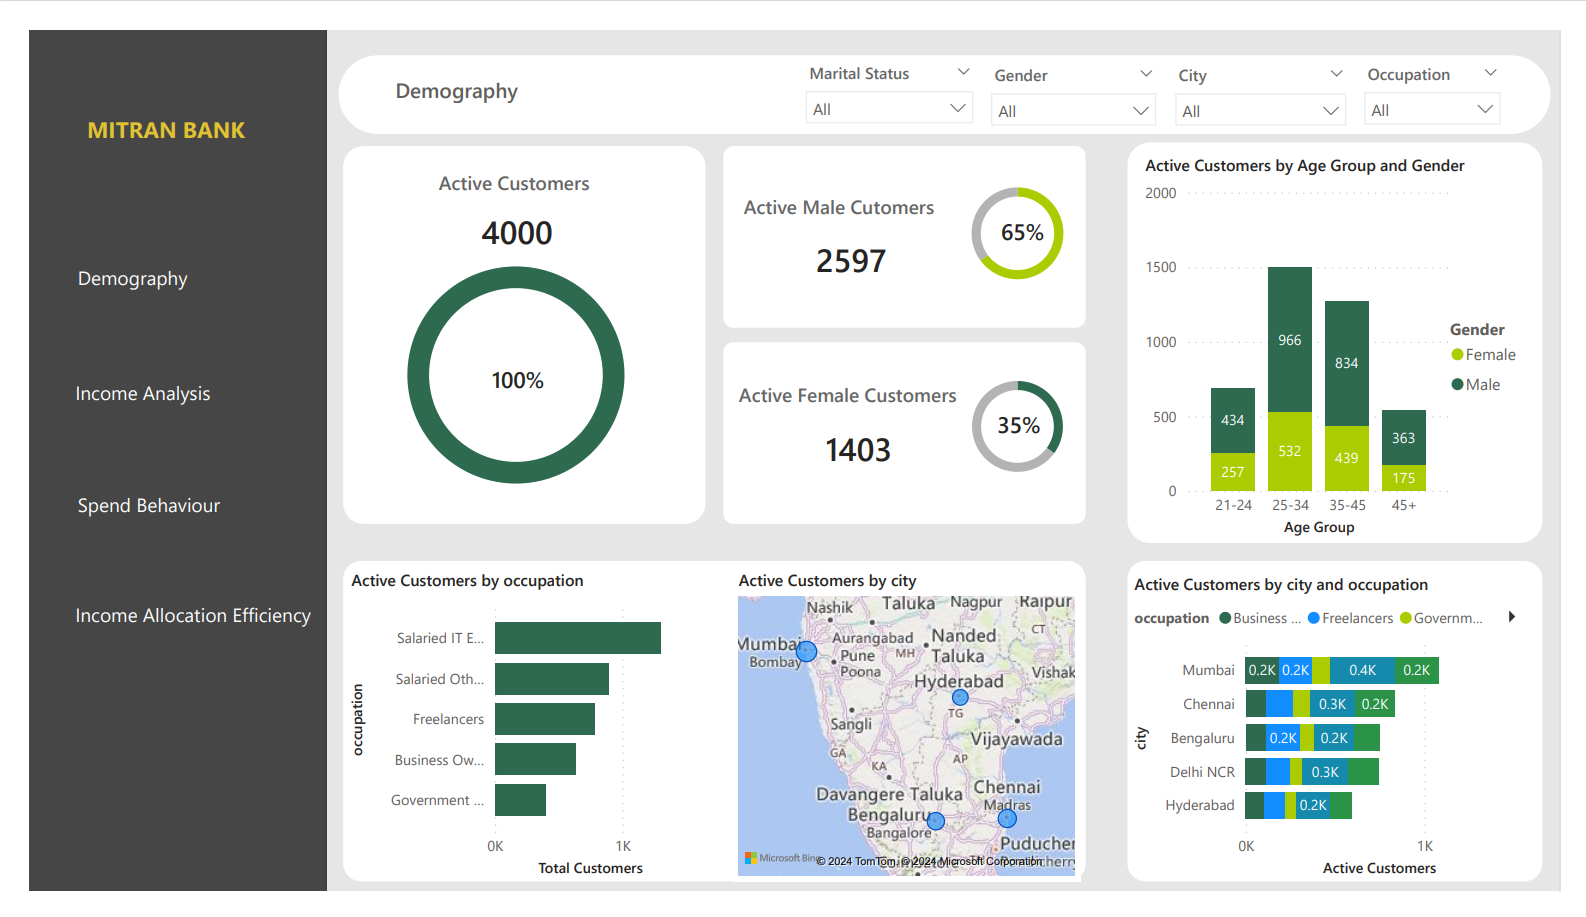 MITRAN BANK
Demography
Income Analysis
Spend Behaviour
Income Allocation Efficiency
Demography
Marital Status
All
Gender
All
City
All
Occupation
All
Active Customers
4000
100%
Active Male Cutomers
2597
65%
Active Female Customers
1403
35%
Active Customers by Age Group and Gender
2000
1500
1000
500
0
434
257
966
532
834
439
363
175
21-24 25-34 35-45 45+
Age Group
Gender
Female
Male
Active Customers by occupation
occupation
Salaried IT E...
Salaried Oth...
Freelancers
Business Ow...
Government ...
0K 1K
Total Customers
Active Customers by city
Nashik Taluka Nagpur Raipur
Mumbai Aurangabad Nanded CT
Bombay Pune MH Taluka
Poona Vishak
Hyderabad
TG
Sangli
Vijayawada
GA AP
KA
Davangere Taluka Chennai
Madras
Bengaluru
Bangalore
Puducher
Microsoft Bing © 2024 TomTom, © 2024 Microsoft Corporation
Active Customers by city and occupation
occupation Business ... Freelancers Governm...
city
Mumbai 0.2K 0.2K 0.4K 0.2K
Chennai 0.3K 0.2K
Bengaluru 0.2K 0.2K
Delhi NCR 0.3K
Hyderabad 0.2K
0K 1K
Active Customers